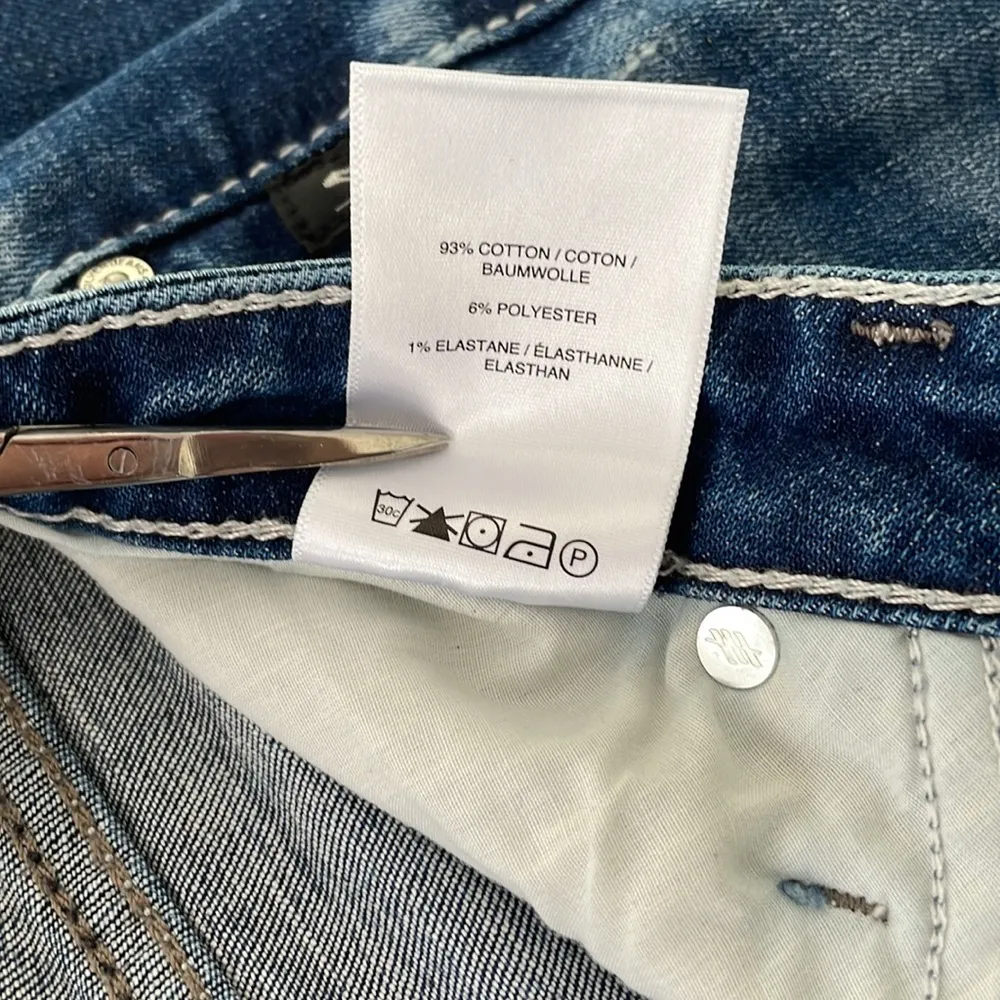 93% COTTON / COTON /
BAUMWOLLE
6% POLYESTER
1% ELASTANE / ÉLASTHANNE /
ELASTHAN
30c
P